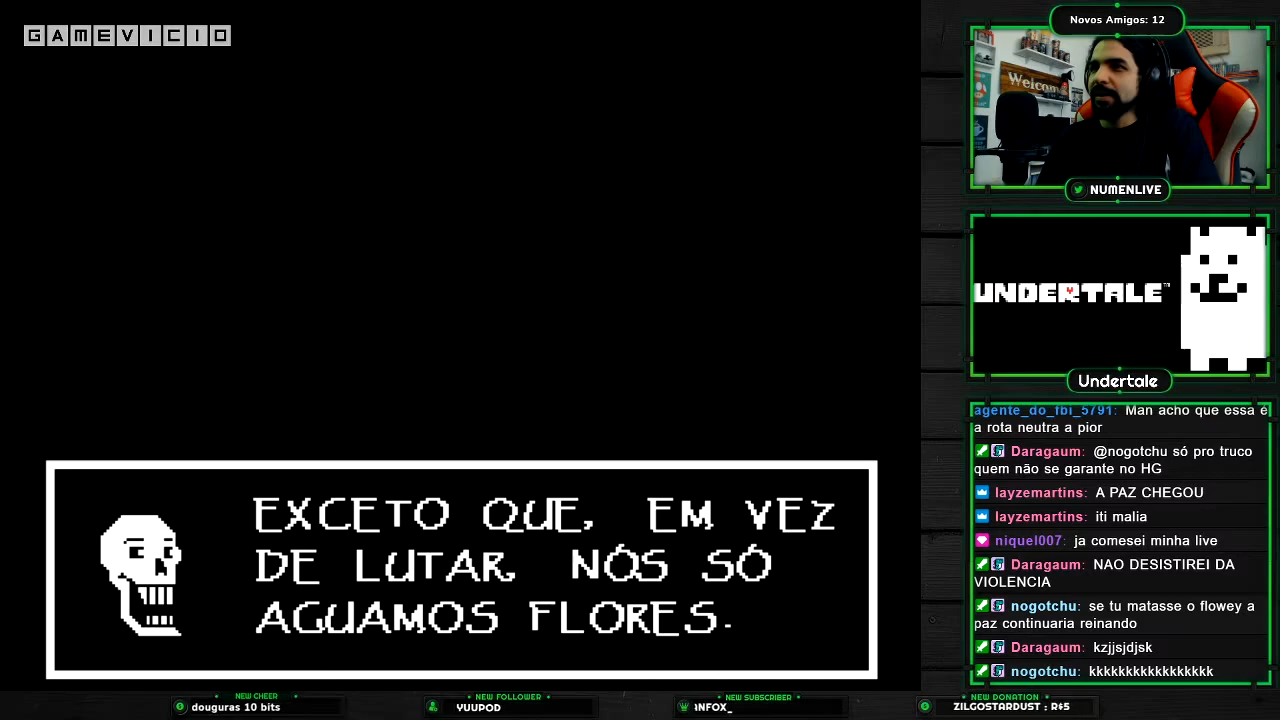 GAMEVICIO
EXCETO QUE, EM VEZ
DE LUTAR, NÓS SÓ
AGUAMOS FLORES.
Novos Amigos: 12
Welcom
NUMENLIVE
UNDERTALE™
Undertale
agente_do_fbi_5791: Man acho que essa é
a rota neutra a pior
Daragaum: @nogotchu só pro truco
quem não se garante no HG
layzemartins: A PAZ CHEGOU
layzemartins: iti malia
niquel007: ja comesei minha live
Daragaum: NAO DESISTIREI DA
VIOLENCIA
nogotchu: se tu matasse o flowey a
paz continuaria reinando
Daragaum: kzjjsjdjsk
nogotchu: kkkkkkkkkkkkkkkkk
NEW CHEER
douguras 10 bits
NEW FOLLOWER
YUUPOD
NEW SUBSCRIBER
1NFOX_
NEW DONATION
ZILGOSTARDUST : R¢5